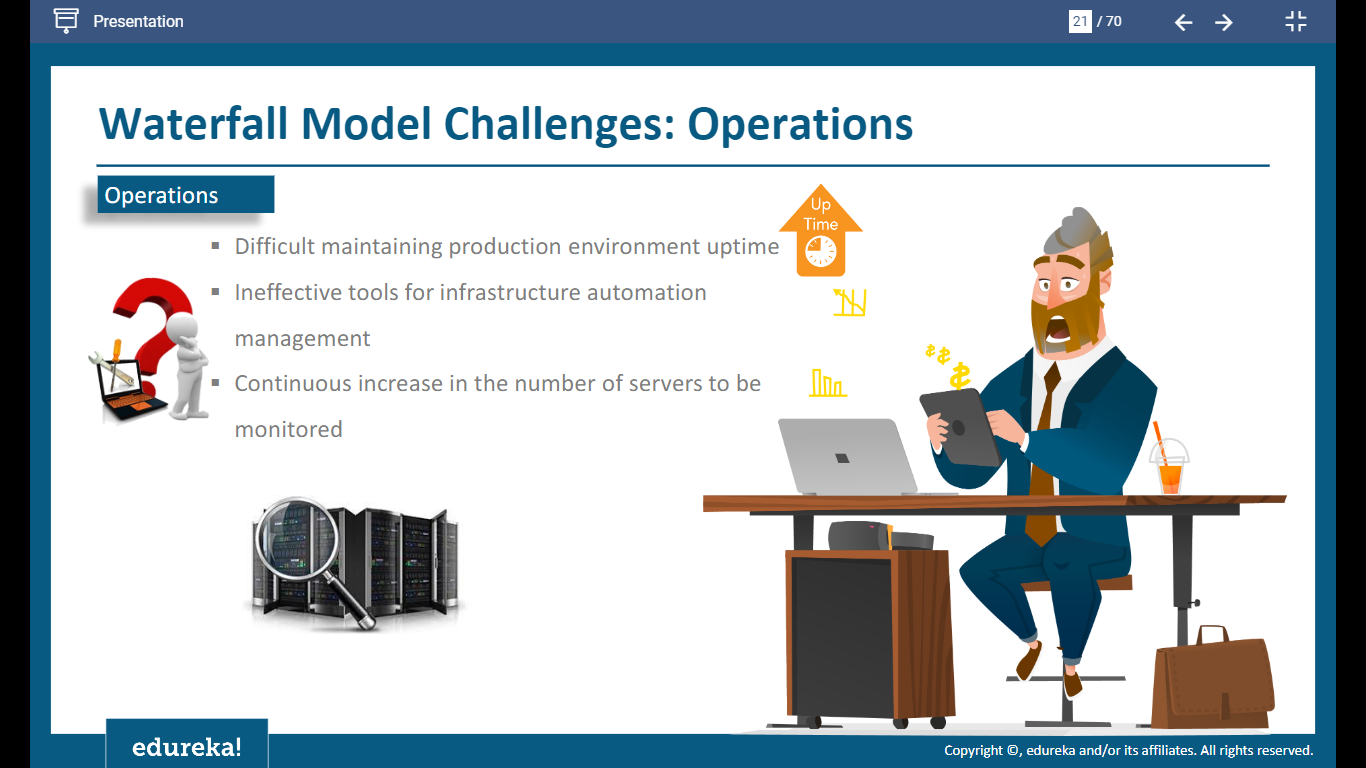 Presentation
21 / 70
Waterfall Model Challenges: Operations
Operations
Up
Time
▪ Difficult maintaining production environment uptime
▪ Ineffective tools for infrastructure automation
management
▪ Continuous increase in the number of servers to be
monitored
edureka!
Copyright ©, edureka and/or its affiliates. All rights reserved.